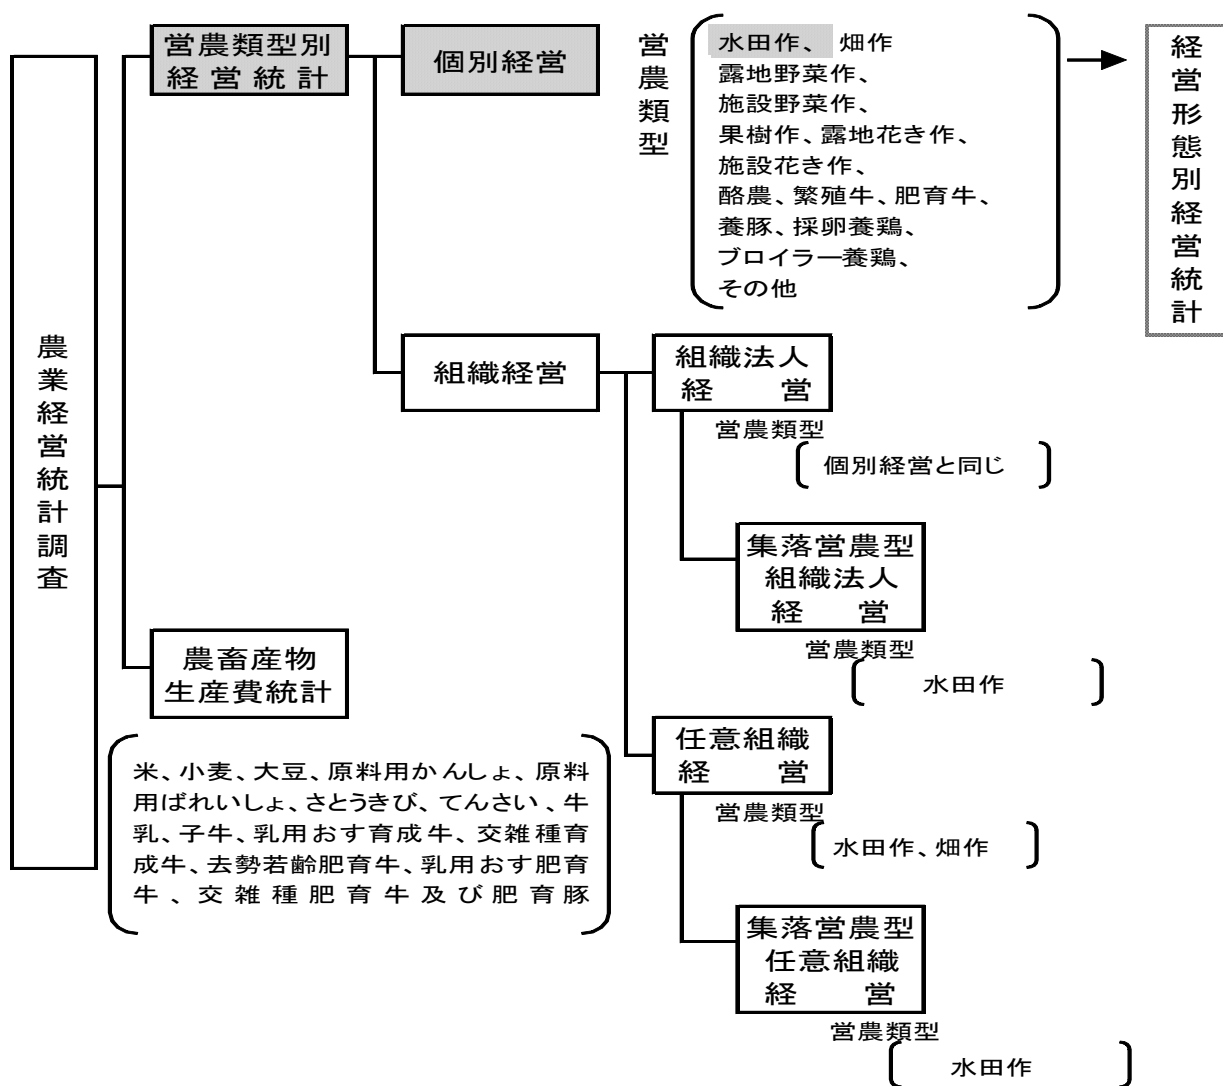 農業経営統計調査
営農類型別
経営統計
個別経営
営農類型
水田作、 畑作
露地野菜作、
施設野菜作、
果樹作、露地花き作、
施設花き作、
酪農、繁殖牛、肥育牛、
養豚、採卵養鶏、
ブロイラー養鶏、
その他
経営形態別経営統計
組織経営
組織法人
経 営
営農類型
個別経営と同じ
集落営農型
組織法人
経 営
営農類型
水田作
農畜産物
生産費統計
米、小麦、大豆、原料用かんしょ、原料
用ばれいしょ、さとうきび、てんさい、牛
乳、子牛、乳用おす育成牛、交雑種育
成牛、去勢若齢肥育牛、乳用おす肥育
牛、交雑種肥育牛及び肥育豚
任意組織
経 営
営農類型
水田作、畑作
集落営農型
任意組織
経 営
営農類型
水田作